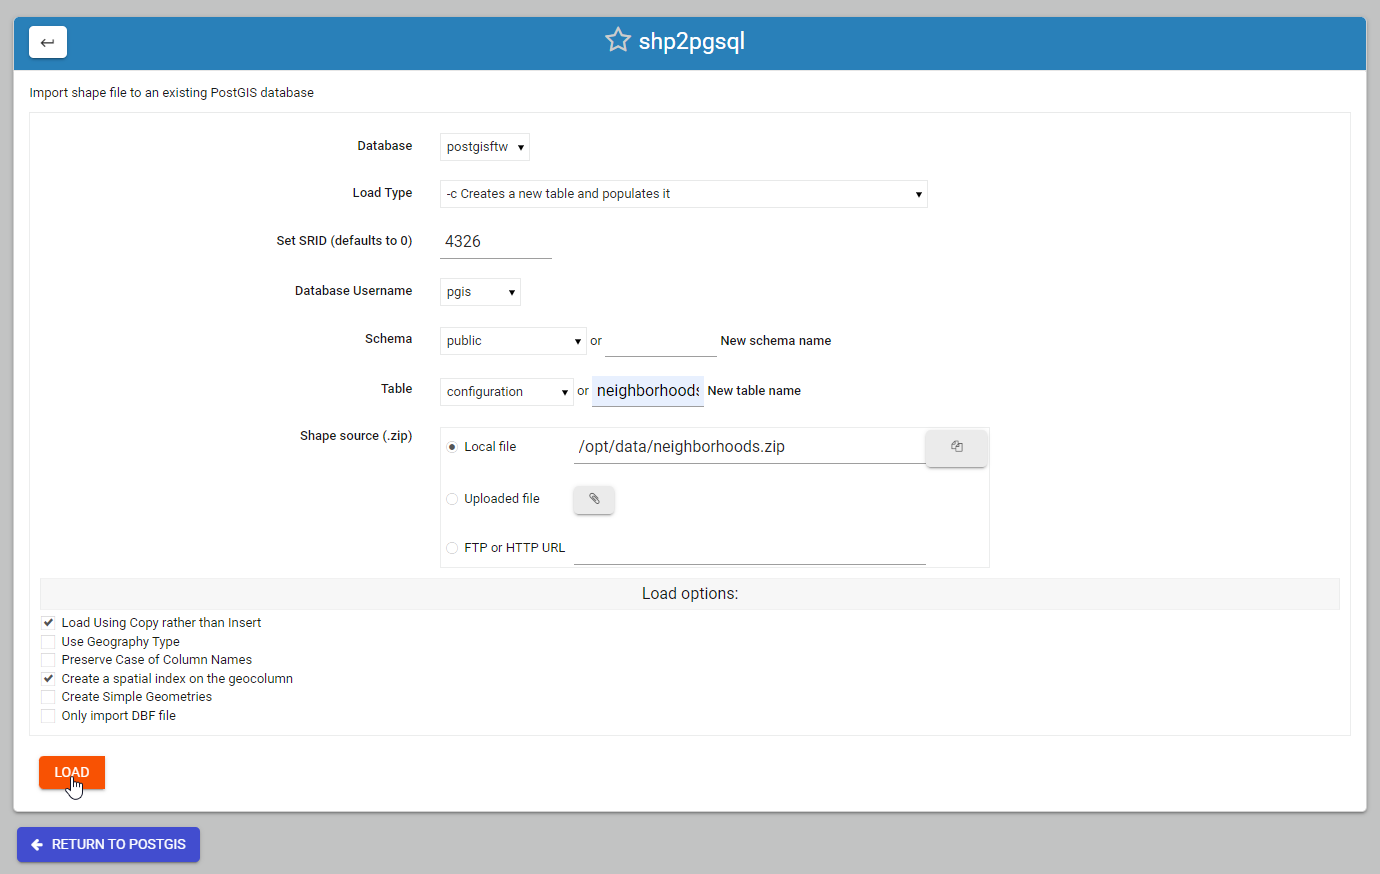 shp2pgsql
Import shape file to an existing PostGIS database
Database postgisftw
Load Type -c Creates a new table and populates it
Set SRID (defaults to 0) 4326
Database Username pgis
Schema public or New schema name
Table configuration or neighborhoods New table name
Shape source (.zip) Local file /opt/data/neighborhoods.zip
Uploaded file
FTP or HTTP URL
Load options:
Load Using Copy rather than Insert
Use Geography Type
Preserve Case of Column Names
Create a spatial index on the geocolumn
Create Simple Geometries
Only import DBF file
LOAD
RETURN TO POSTGIS